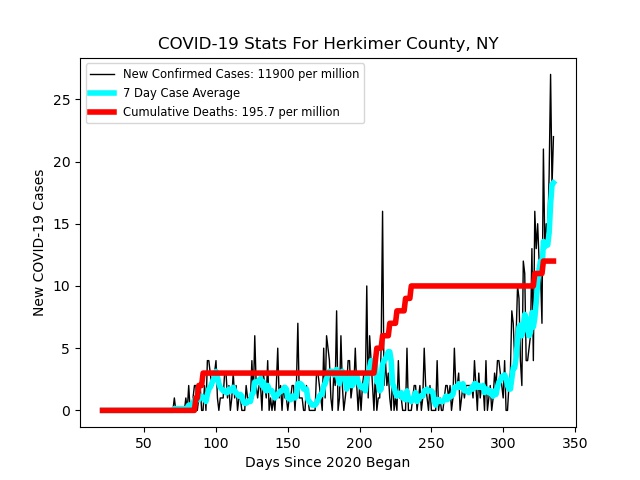 COVID-19 Stats For Herkimer County, NY
New Confirmed Cases: 11900 per million
7 Day Case Average
Cumulative Deaths: 195.7 per million
New COVID-19 Cases
25
20
15
10
5
0
50
100
150
200
250
300
350
Days Since 2020 Began